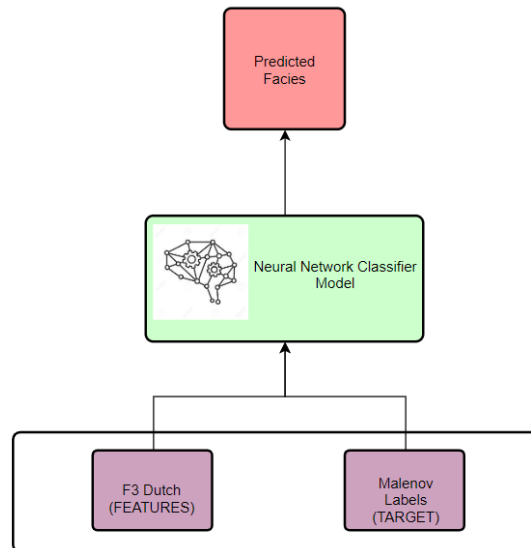 Predicted
Facies
Neural Network Classifier
Model
F3 Dutch
(FEATURES)
Malenov
Labels
(TARGET)